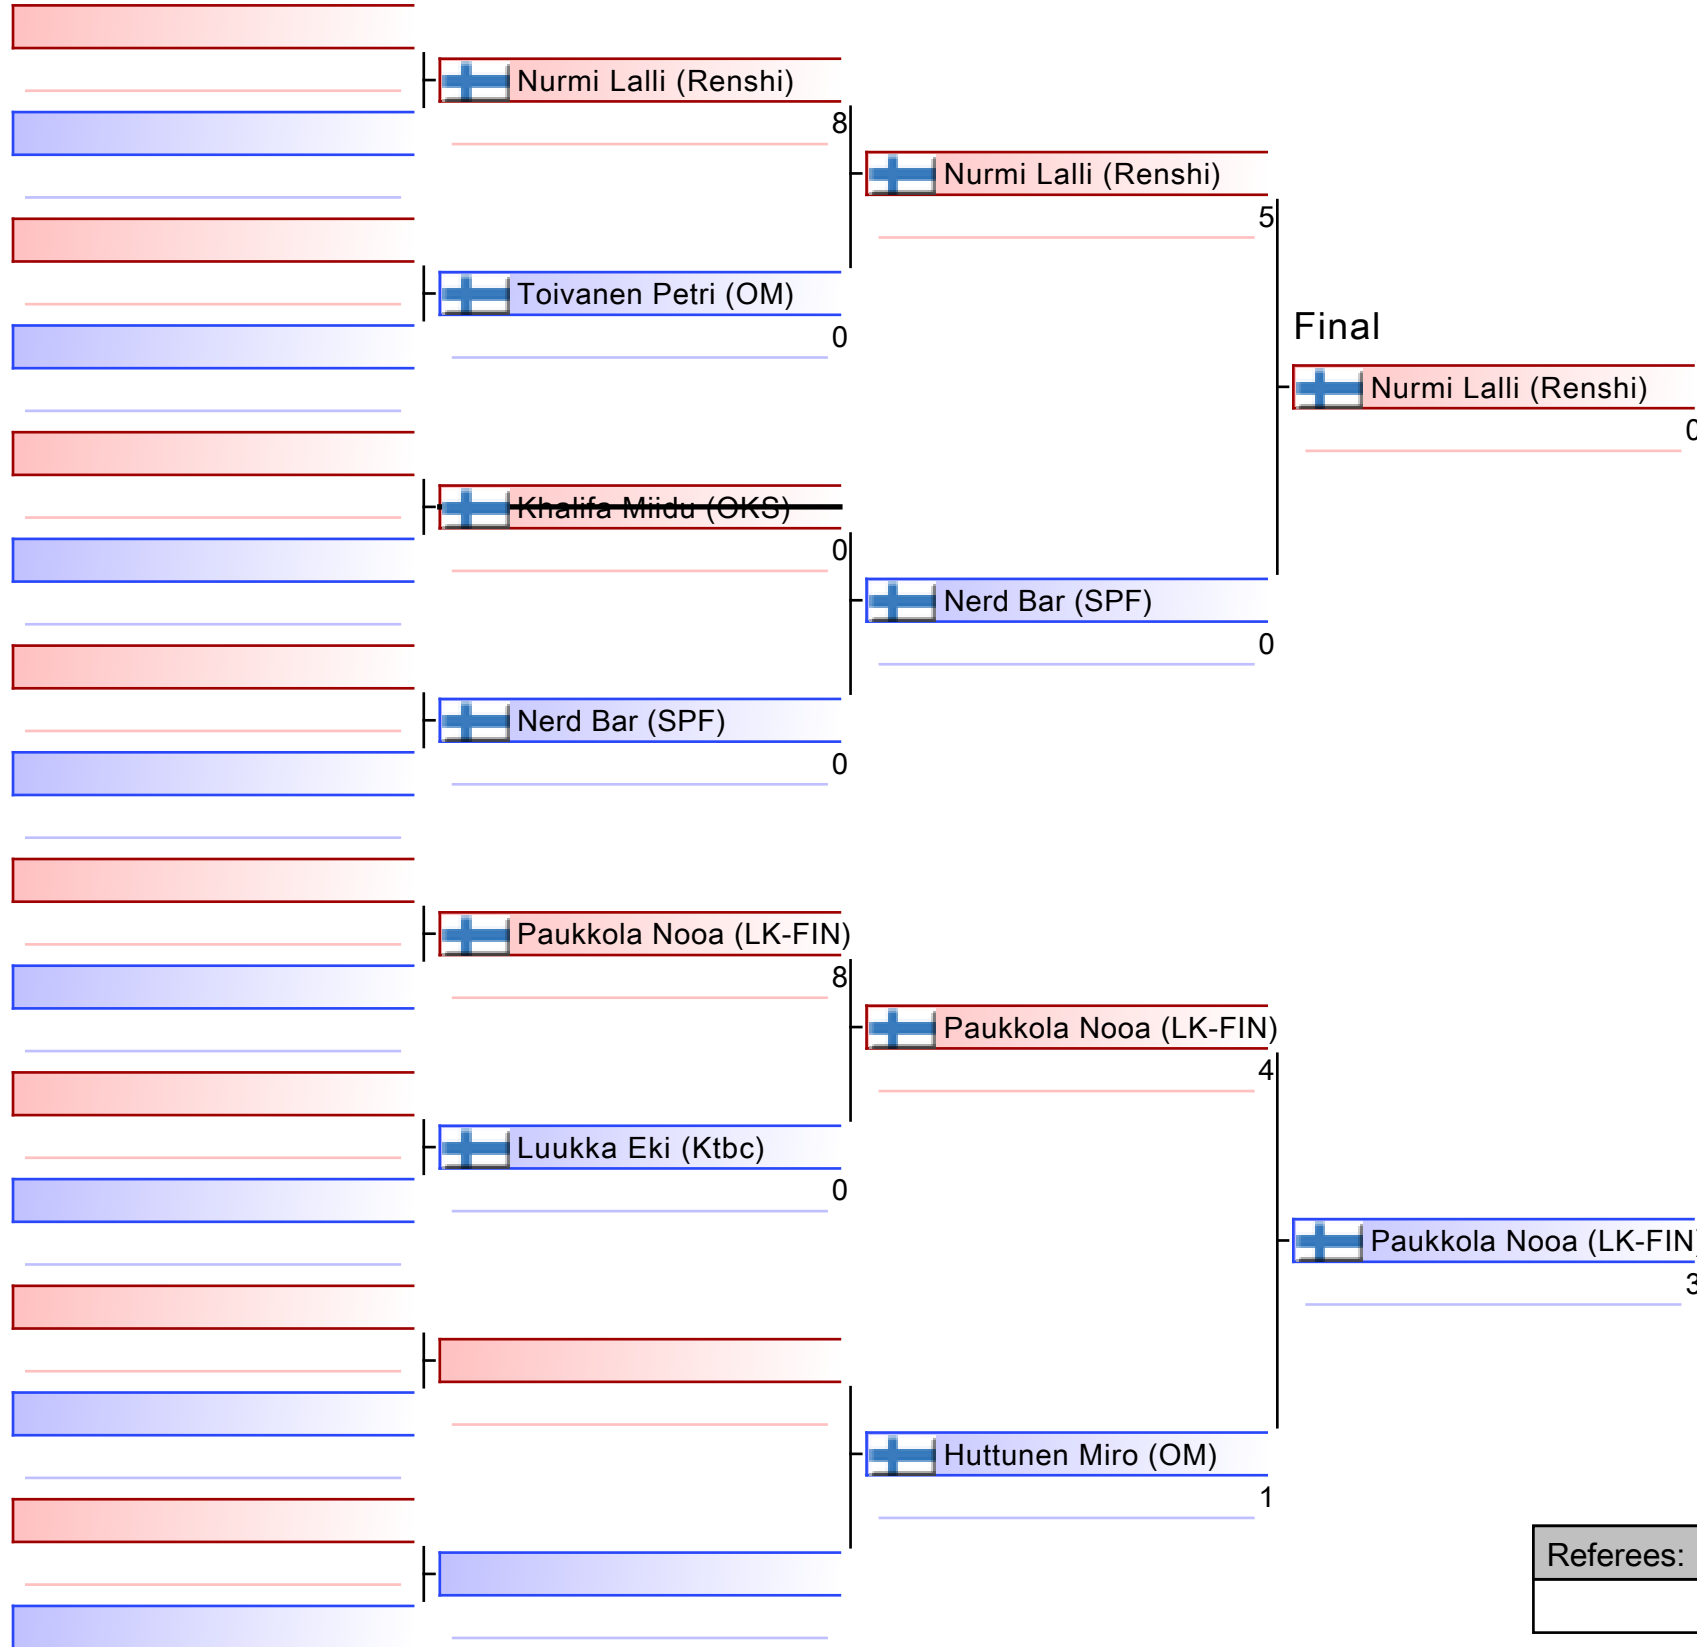 Nurmi Lalli (Renshi)
8
Nurmi Lalli (Renshi)
5
Toivanen Petri (OM)
0
Final
Nurmi Lalli (Renshi)
0
Khalifa Miidu (OKS)
0
Nerd Bar (SPF)
0
Nerd Bar (SPF)
0
Paukkola Nooa (LK-FIN)
8
Paukkola Nooa (LK-FIN)
4
Luukka Eki (Ktbc)
0
Paukkola Nooa (LK-FIN)
3
Huttunen Miro (OM)
1
Referees: